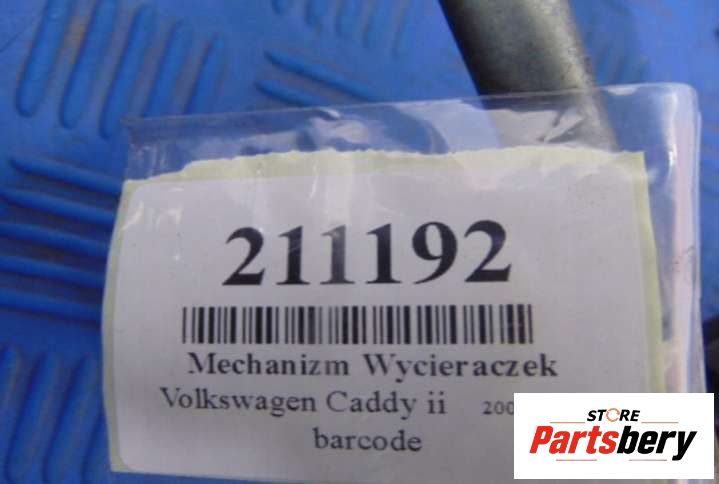 211192
Mechanizm Wycieraczek
Volkswagen Caddy ii
barcode
STORE
Partsbery